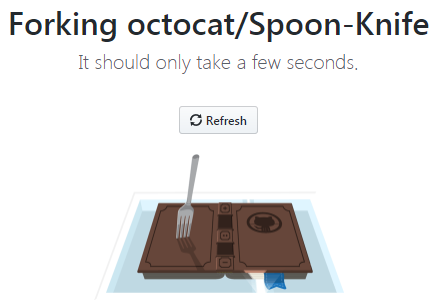 Forking octocat/Spoon-Knife
It should only take a few seconds.
Refresh